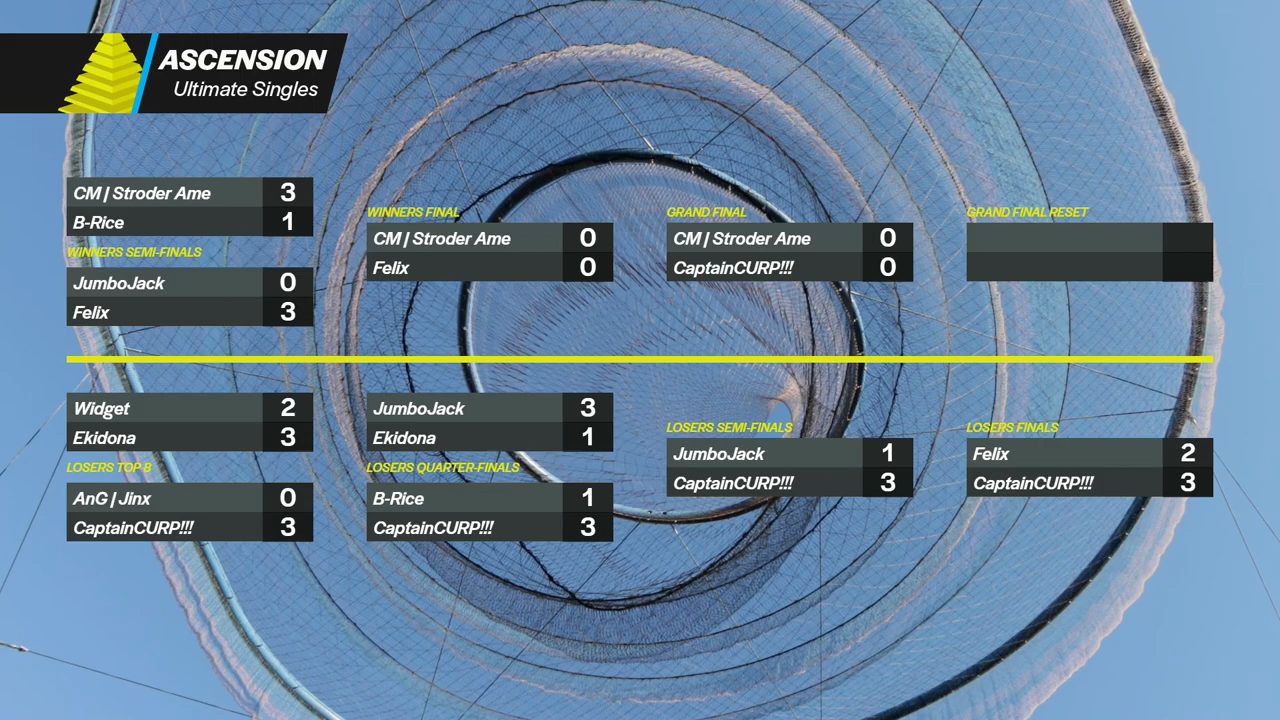 ASCENSION
Ultimate Singles
CM | Stroder Ame 3
B-Rice 1
WINNERS SEMI-FINALS
JumboJack 0
Felix 3
WINNERS FINAL
CM | Stroder Ame 0
Felix 0
GRAND FINAL
CM | Stroder Ame 0
CaptainCURP!!! 0
GRAND FINAL RESET
Widget 2
Ekidona 3
LOSERS TOP 8
AnG | Jinx 0
CaptainCURP!!! 3
JumboJack 3
Ekidona 1
LOSERS QUARTER-FINALS
B-Rice 1
CaptainCURP!!! 3
LOSERS SEMI-FINALS
JumboJack 1
CaptainCURP!!! 3
LOSERS FINALS
Felix 2
CaptainCURP!!! 3